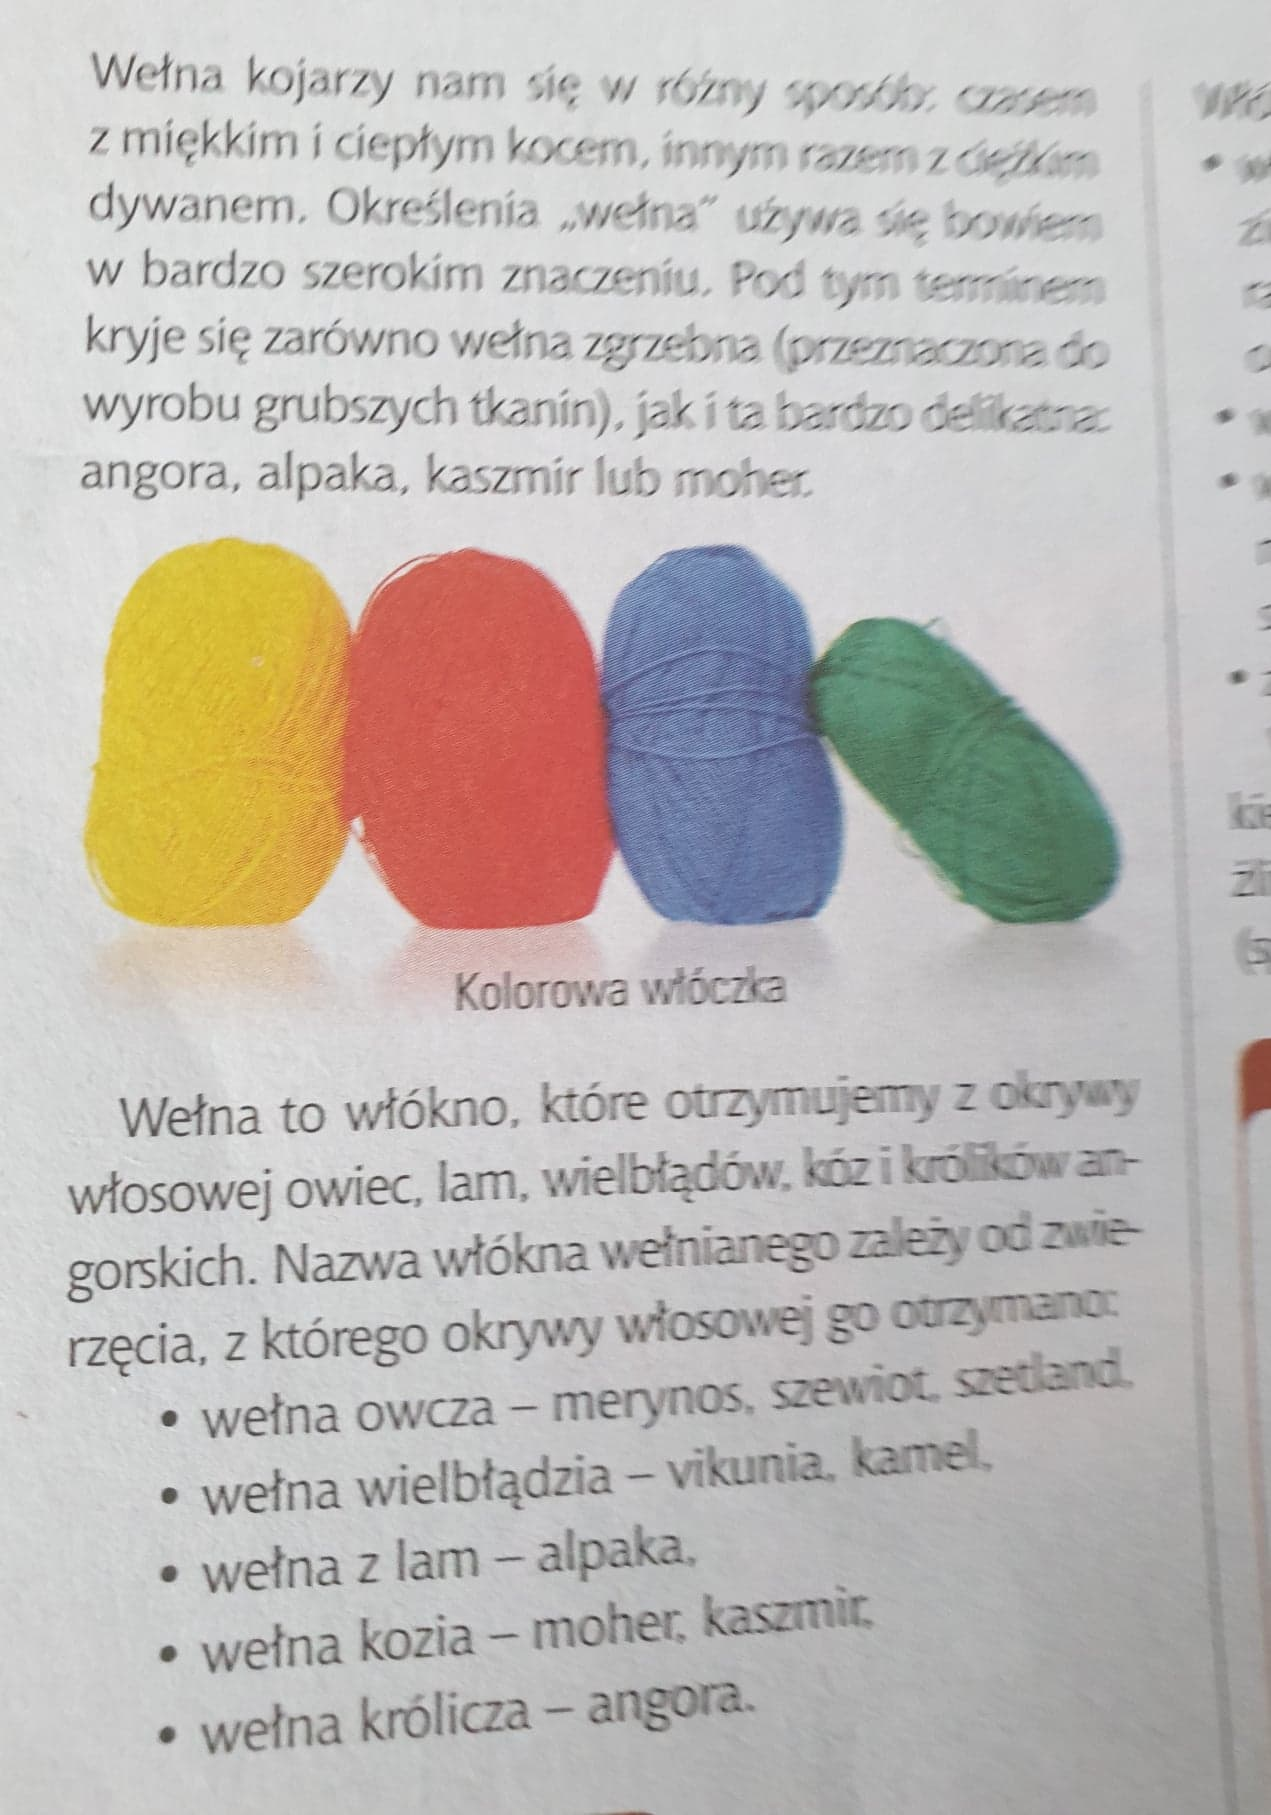 Wełna kojarzy nam się w różny sposób: czasem
z miękkim i ciepłym kocem, innym razem z ciężkim
dywanem. Określenia „wełna” używa się bowiem
w bardzo szerokim znaczeniu. Pod tym terminem
kryje się zarówno wełna zgrzebna (przeznaczona do
wyrobu grubszych tkanin), jak i ta bardzo delikatna:
angora, alpaka, kaszmir lub moher.
Kolorowa włóczka
Wełna to włókno, które otrzymujemy z okrywy
włosowej owiec, lam, wielbłądów, kóz i królików an-
gorskich. Nazwa włókna wełnianego zależy od zwie-
rzęcia, z którego okrywy włosowej go otrzymano:
• wełna owcza – merynos, szewiot, szetland,
• wełna wielbłądzia – vikunia, kamel,
• wełna z lam – alpaka,
• wełna kozia – moher, kaszmir,
• wełna królicza – angora.